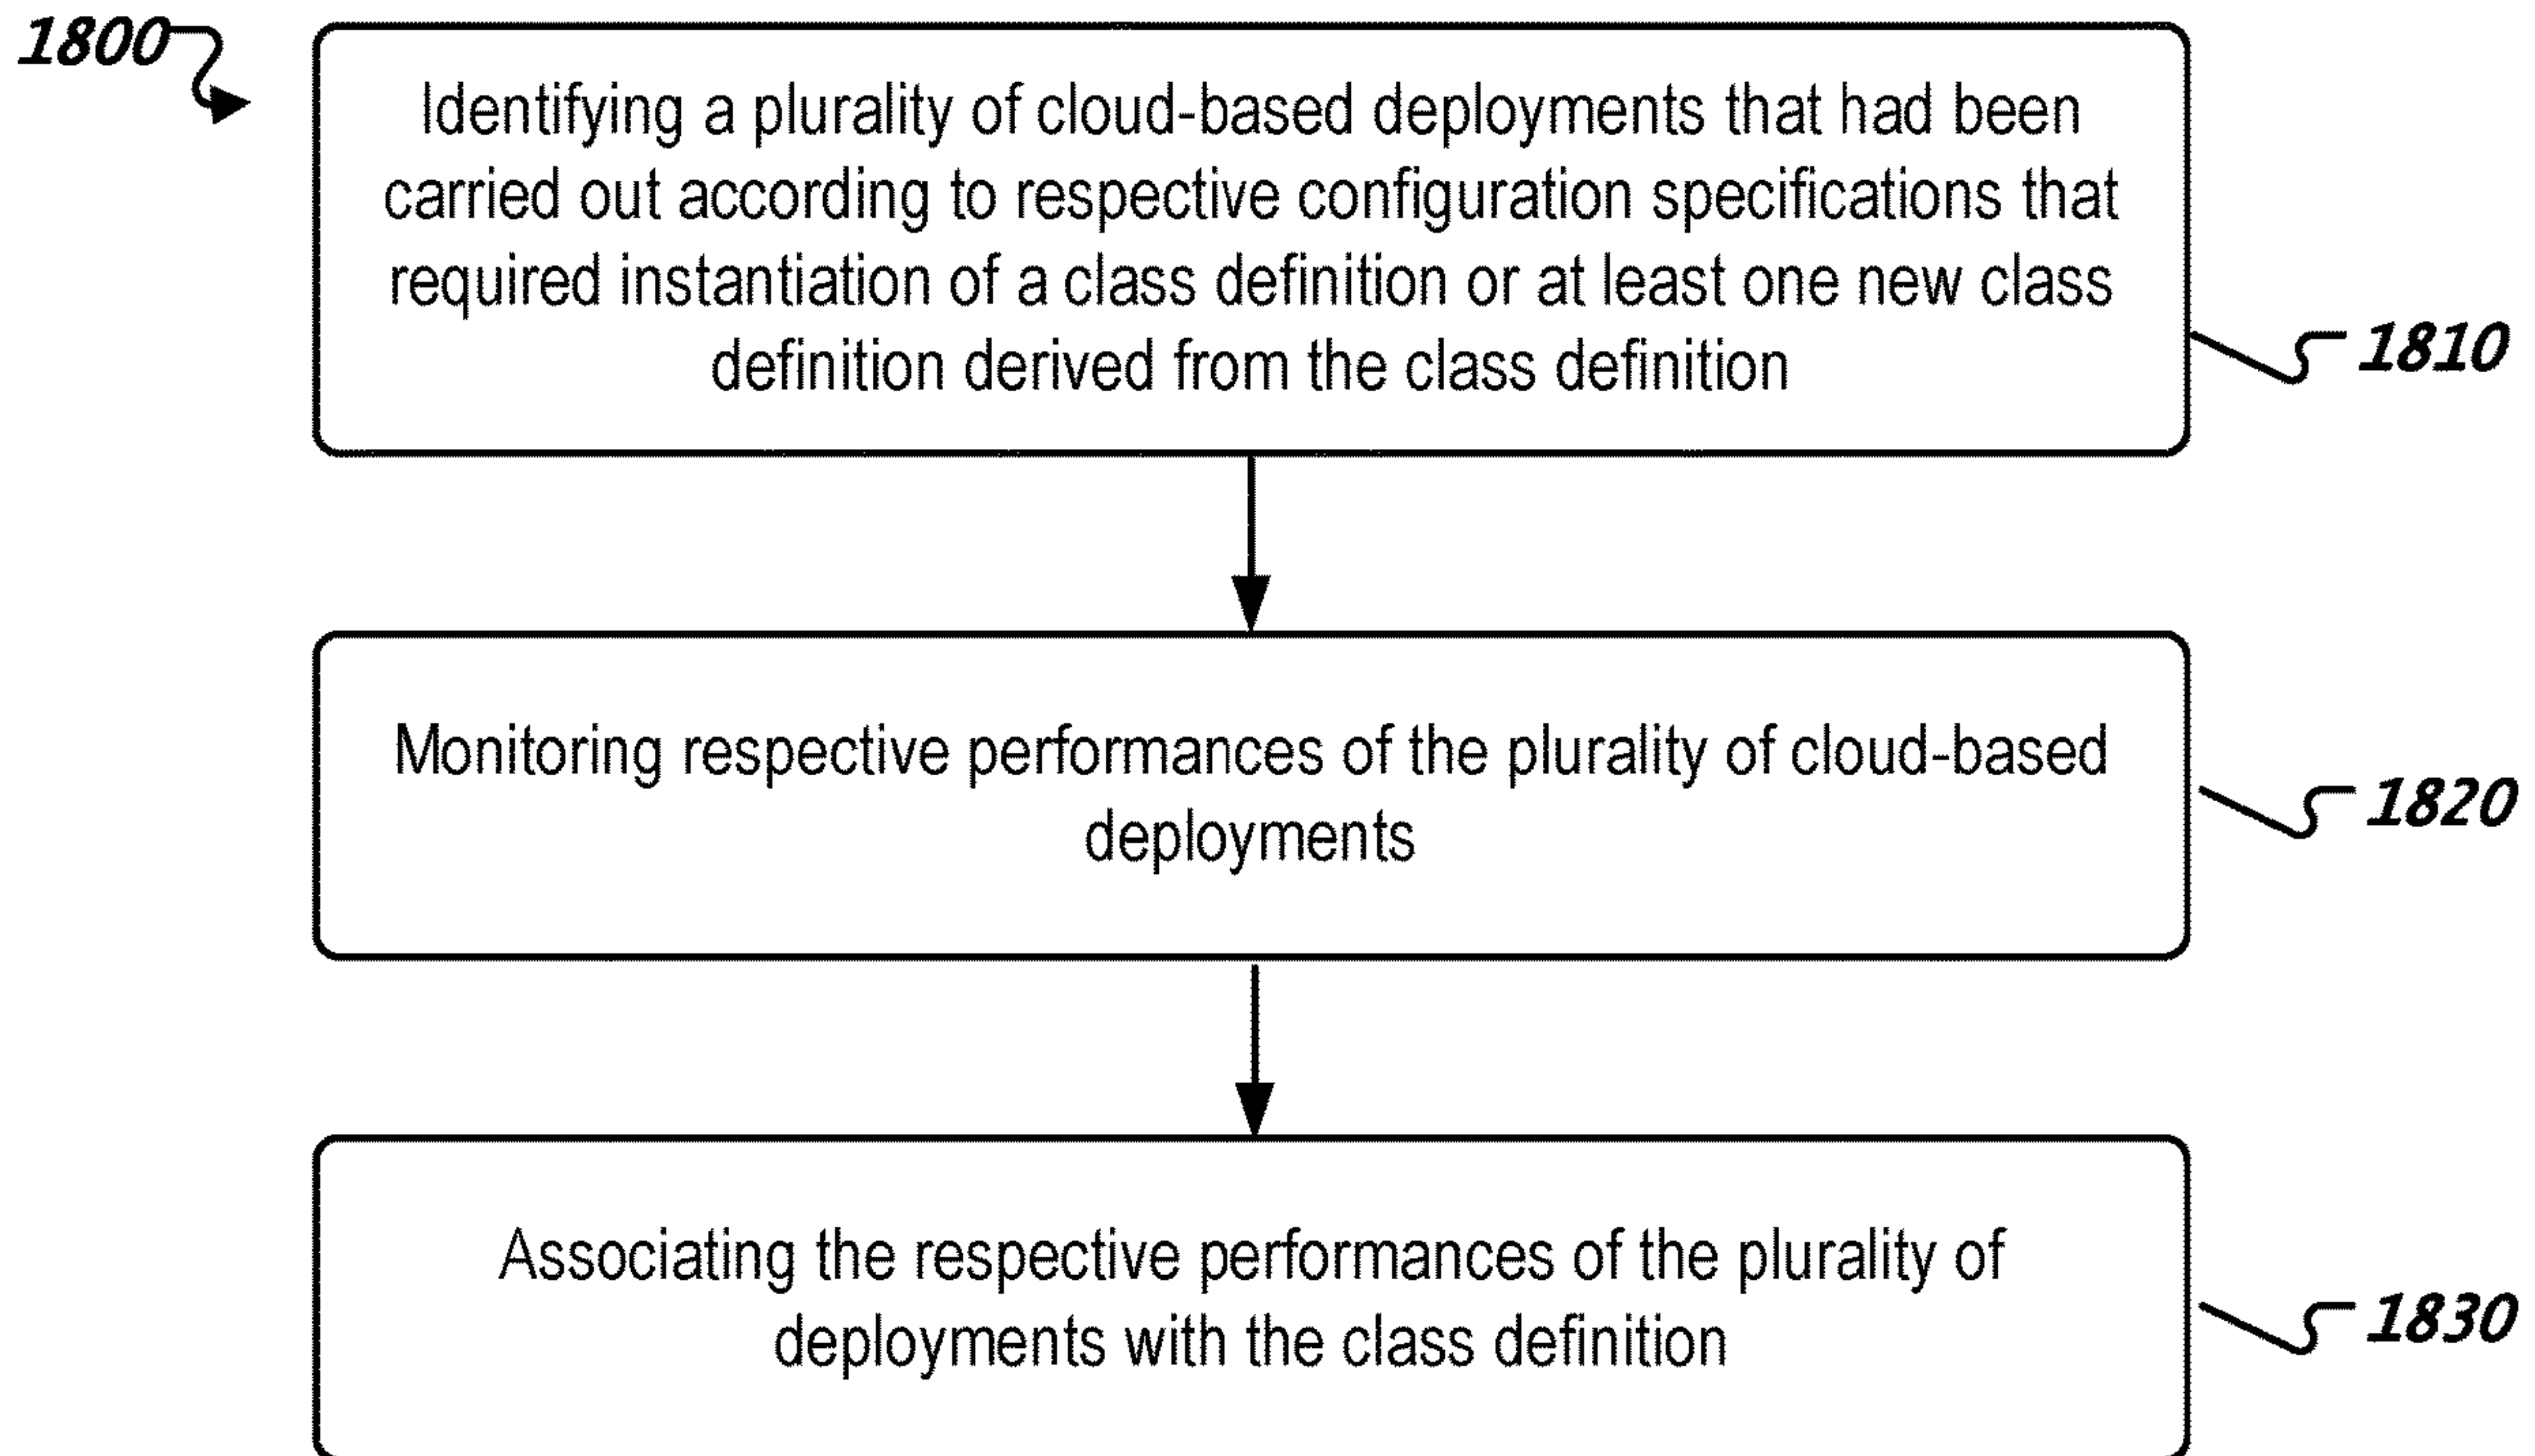 1800
Identifying a plurality of cloud-based deployments that had been
carried out according to respective configuration specifications that
required instantiation of a class definition or at least one new class
definition derived from the class definition
1810
Monitoring respective performances of the plurality of cloud-based
deployments
1820
Associating the respective performances of the plurality of
deployments with the class definition
1830